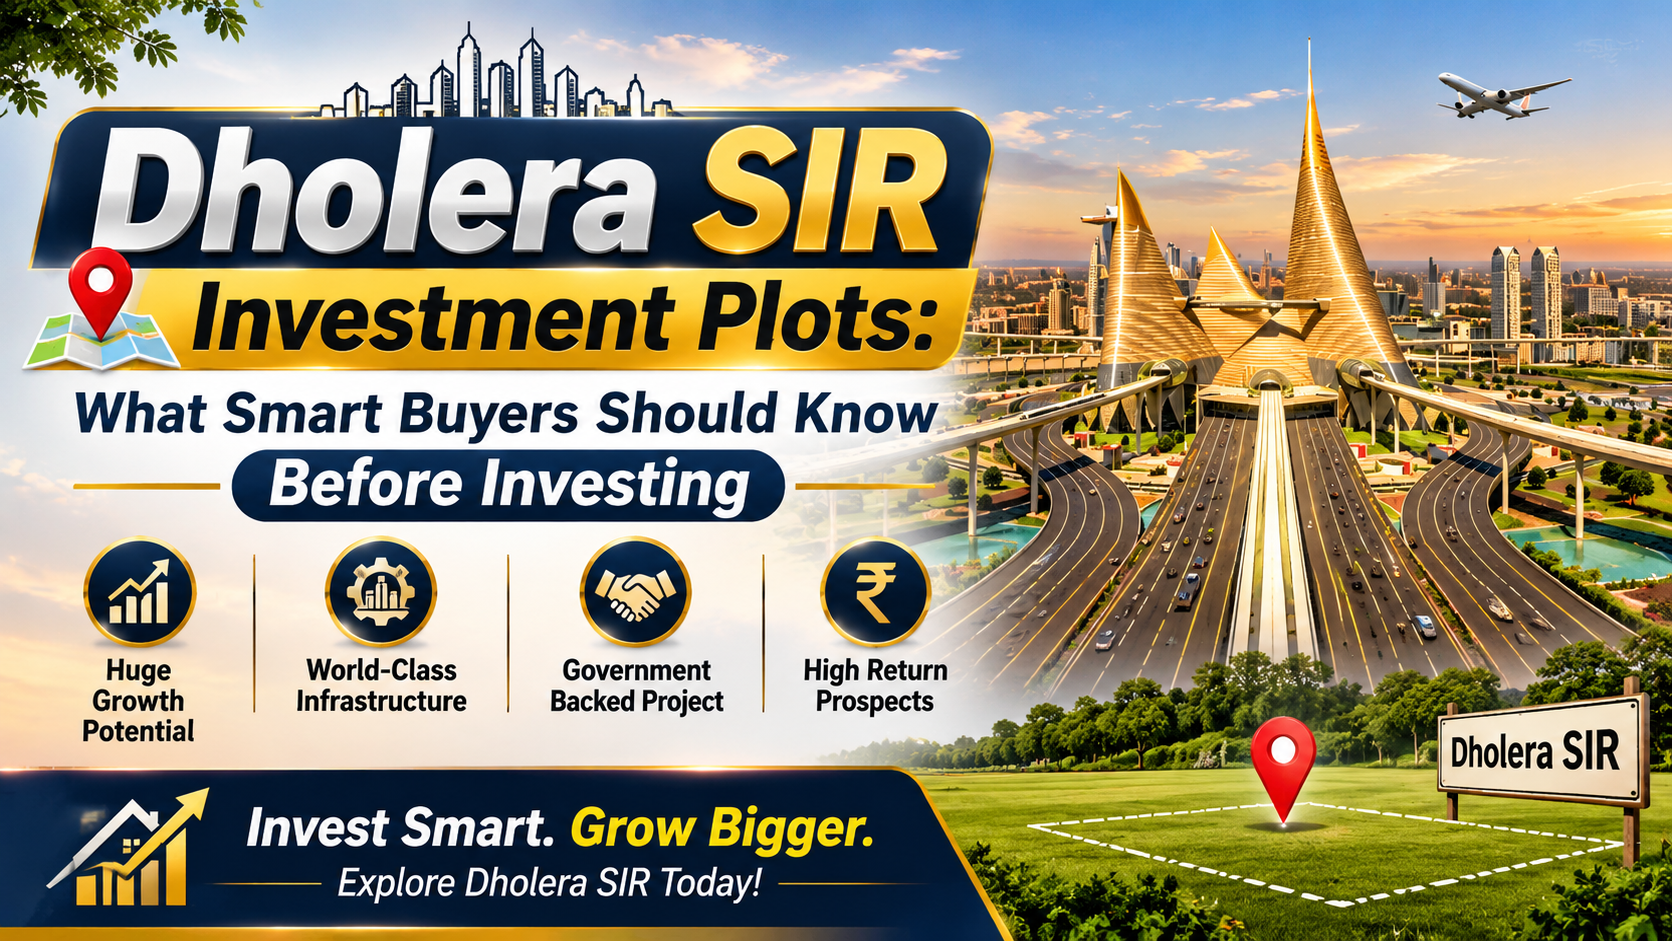 Dholera SIR
Investment Plots:
What Smart Buyers Should Know
Before Investing
Huge
Growth
Potential
World-Class
Infrastructure
Government
Backed Project
₹
High Return
Prospects
Invest Smart. Grow Bigger.
Explore Dholera SIR Today!
Dholera SIR